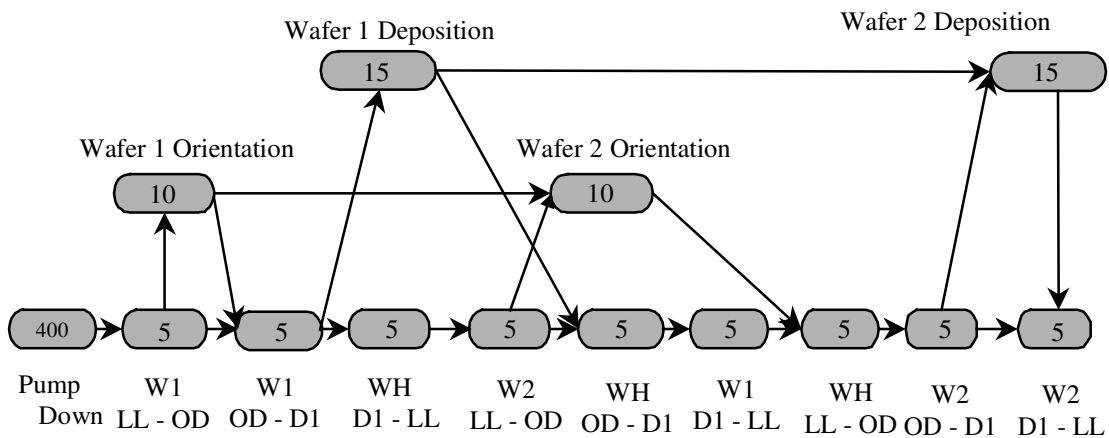 Wafer 1 Deposition
Wafer 2 Deposition
15
15
Wafer 1 Orientation
Wafer 2 Orientation
10
10
400
5
5
5
5
5
5
5
5
5
Pump
Down
W1
LL - OD
W1
OD - D1
WH
D1 - LL
W2
LL - OD
WH
OD - D1
W1
D1 - LL
WH
LL - OD
W2
OD - D1
W2
D1 - LL